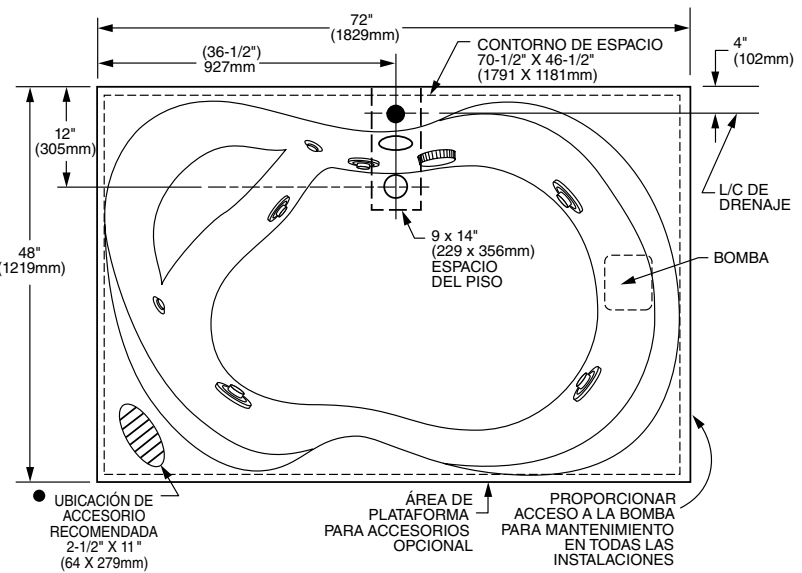 72"
(1829mm)
(36-1/2")
927mm
CONTORNO DE ESPACIO
70-1/2" X 46-1/2"
(1791 X 1181mm)
4"
(102mm)
12"
(305mm)
L/C DE
DRENAJE
48"
(1219mm)
9 x 14"
(229 x 356mm)
ESPACIO
DEL PISO
BOMBA
UBICACIÓN DE
ACCESORIO
RECOMENDADA
2-1/2" X 11"
(64 X 279mm)
ÁREA DE
PLATAFORMA
PARA ACCESORIOS
OPCIONAL
PROPORCIONAR
ACCESO A LA BOMBA
PARA MANTENIMIENTO
EN TODAS LAS
INSTALACIONES